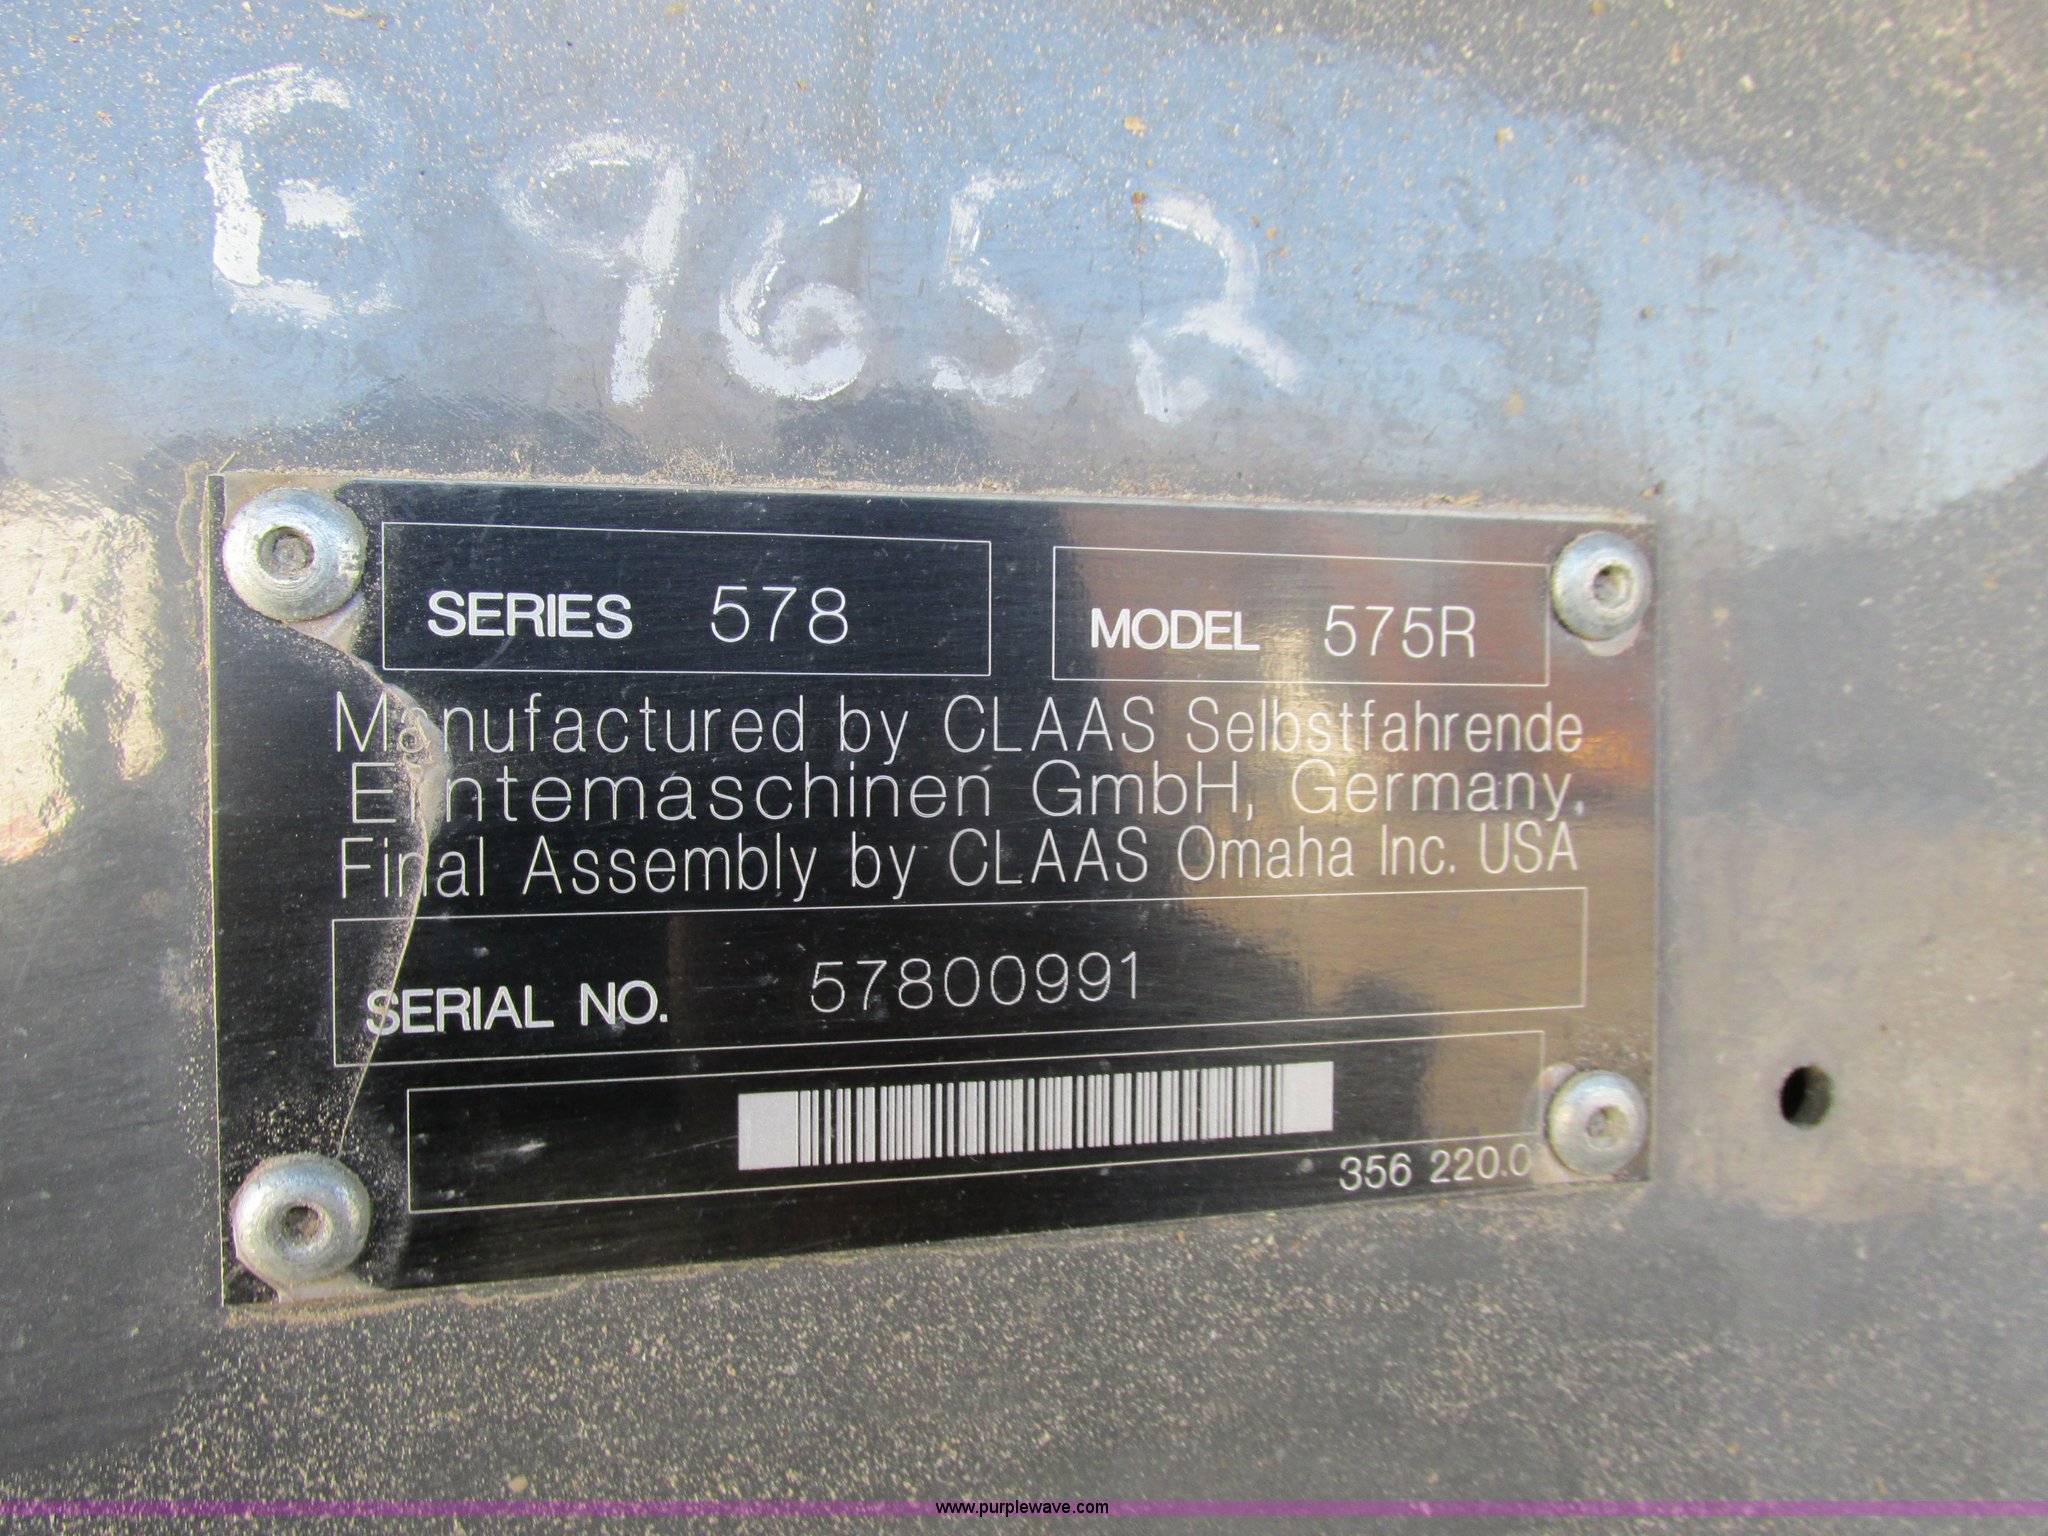 E9652
SERIES 578
MODEL 575R
Manufactured by CLAAS Selbstfahrende
Erntemaschinen GmbH, Germany,
Final Assembly by CLAAS Omaha Inc. USA
SERIAL NO. 57800991
356 220.0
www.purplewave.com